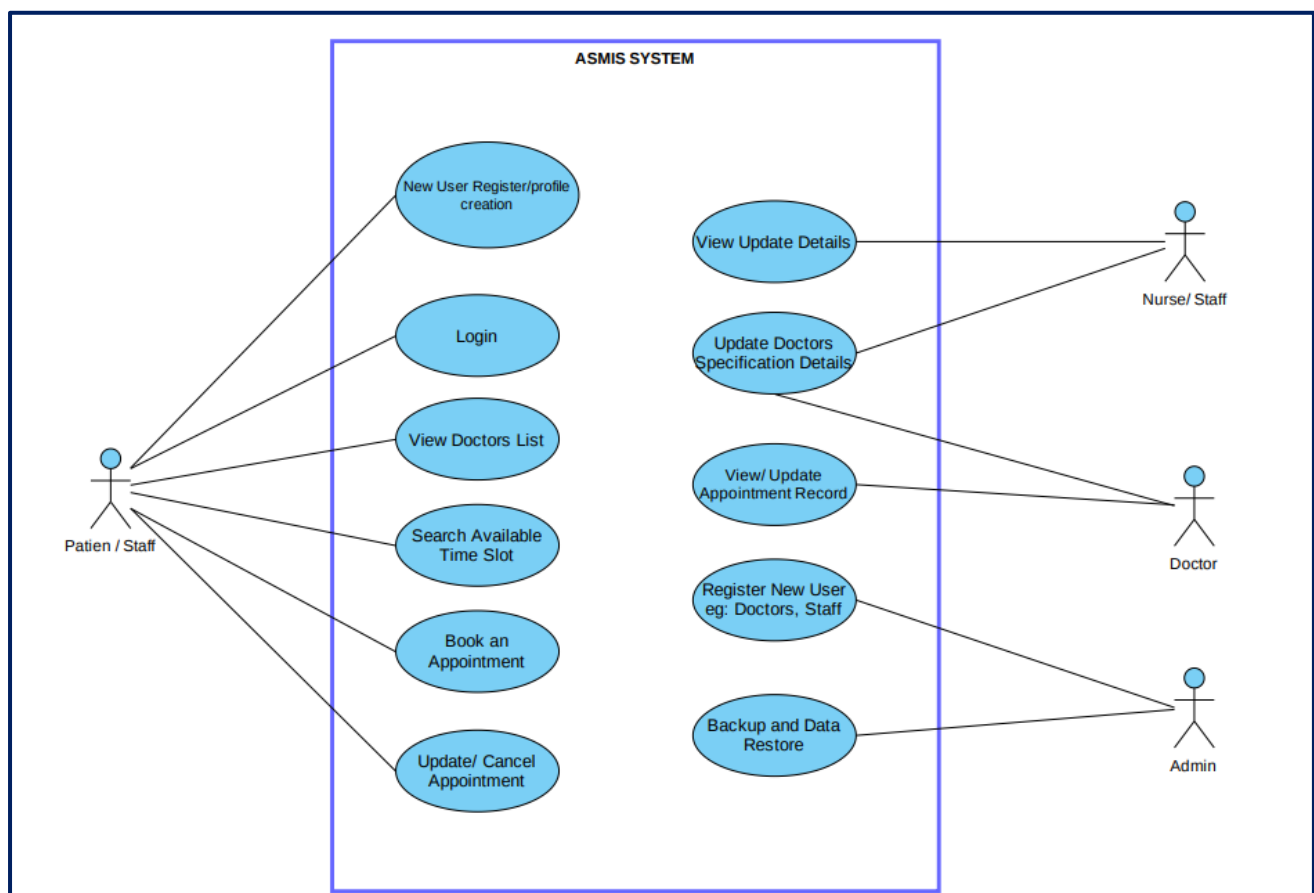 ASMIS SYSTEM
New User Register/profile
creation
Login
View Doctors List
Search Available
Time Slot
Book an
Appointment
Update/ Cancel
Appointment
View Update Details
Update Doctors
Specification Details
View/ Update
Appointment Record
Register New User
eg: Doctors, Staff
Backup and Data
Restore
Patien / Staff
Nurse/ Staff
Doctor
Admin